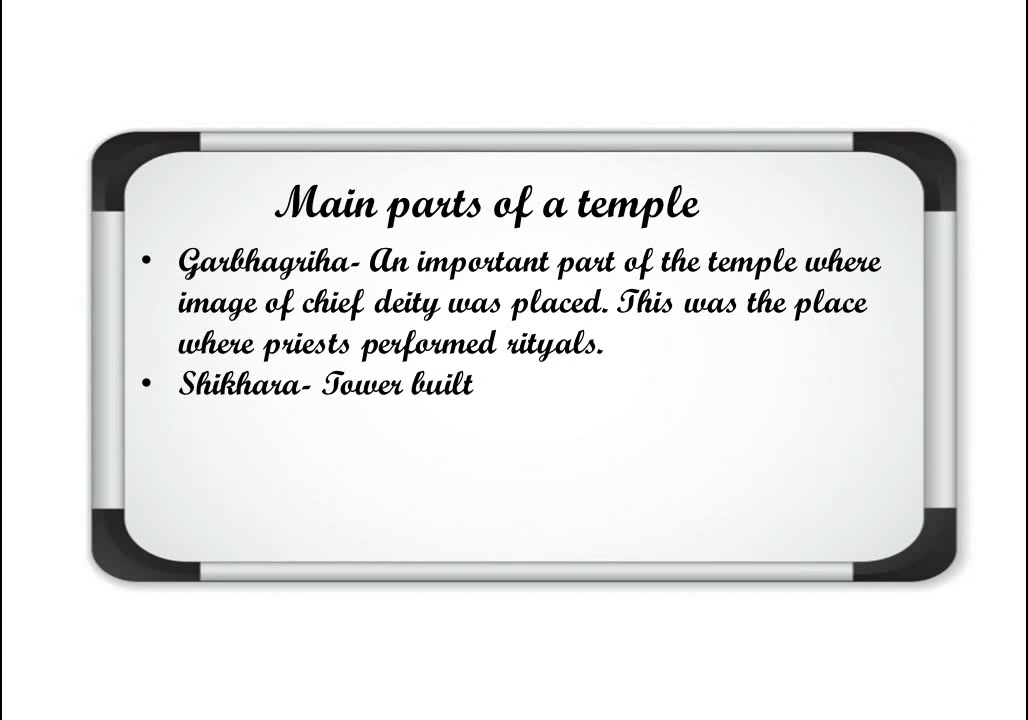 Main parts of a temple
• Garbhagriha- An important part of the temple where
image of chief deity was placed. This was the place
where priests performed rityals.
• Shikhara- Tower built